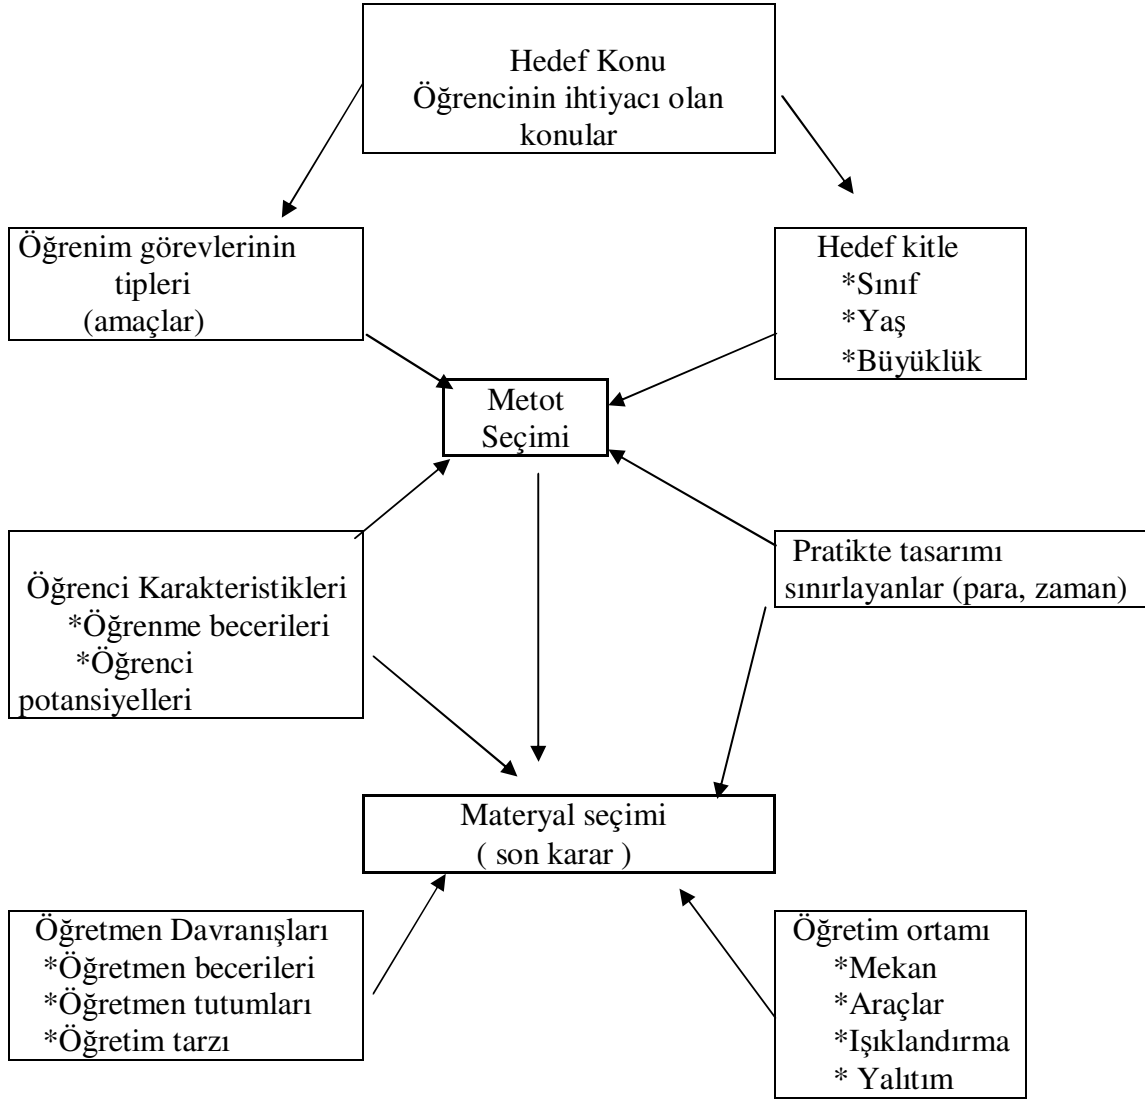 Hedef Konu
Öğrencinin ihtiyacı olan
konular
Öğrenim görevlerinin
tipleri
(amaçlar)
Hedef kitle
*Sınıf
*Yaş
*Büyüklük
Metot
Seçimi
Öğrenci Karakteristikleri
*Öğrenme becerileri
*Öğrenci
potansiyelleri
Pratikte tasarımı
sınırlayanlar (para, zaman)
Materyal seçimi
( son karar )
Öğretmen Davranışları
*Öğretmen becerileri
*Öğretmen tutumları
*Öğretim tarzı
Öğretim ortamı
*Mekan
*Araçlar
*Işıklandırma
* Yalıtım